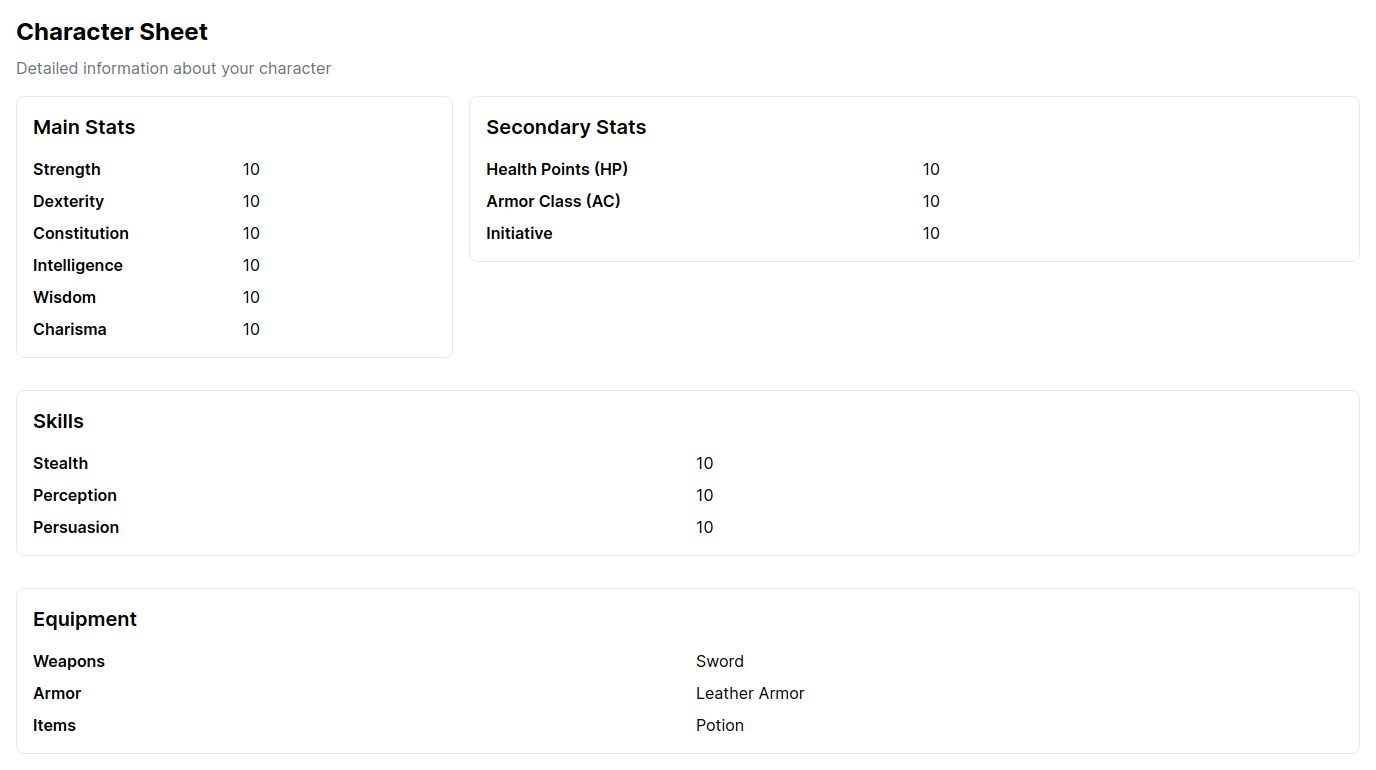 Character Sheet
Detailed information about your character
Main Stats
Strength 10
Dexterity 10
Constitution 10
Intelligence 10
Wisdom 10
Charisma 10
Secondary Stats
Health Points (HP) 10
Armor Class (AC) 10
Initiative 10
Skills
Stealth 10
Perception 10
Persuasion 10
Equipment
Weapons Sword
Armor Leather Armor
Items Potion